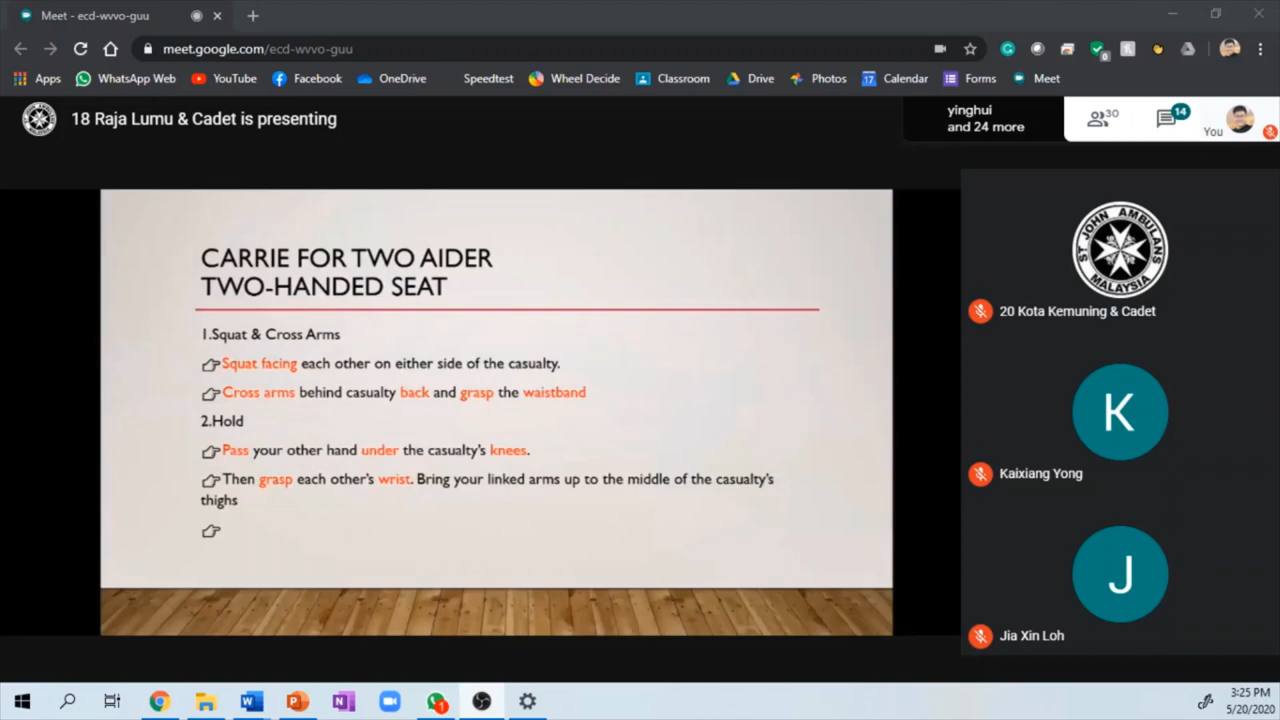 Meet - ecd-wvvo-guu
meet.google.com/ecd-wvvo-guu
0
Apps WhatsApp Web YouTube Facebook OneDrive Speedtest Wheel Decide Classroom Drive Photos 17 Calendar Forms Meet
18 Raja Lumu & Cadet is presenting
yinghui
and 24 more
30
14
You
CARRIE FOR TWO AIDER
TWO-HANDED SEAT
1.Squat & Cross Arms
Squat facing each other on either side of the casualty.
Cross arms behind casualty back and grasp the waistband
2.Hold
Pass your other hand under the casualty's knees.
Then grasp each other's wrist. Bring your linked arms up to the middle of the casualty's
thighs
ST JOHN AMBULANS
MALAYSIA
20 Kota Kemuning & Cadet
K
Kaixiang Yong
J
Jia Xin Loh
1
3:25 PM
5/20/2020